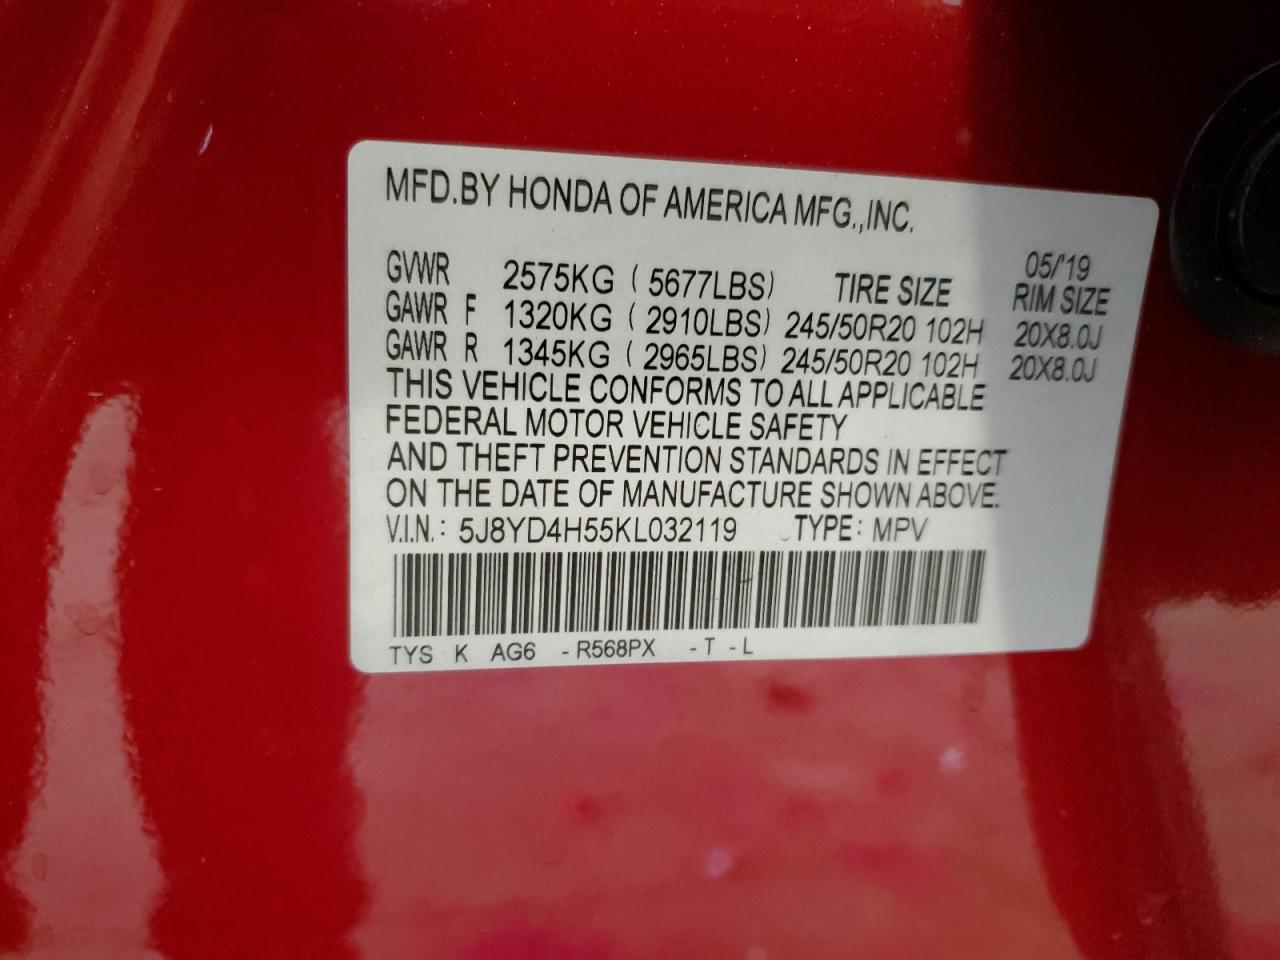 MFD.BY HONDA OF AMERICA MFG.,INC.
05/'19
GVWR 2575KG ( 5677LBS) TIRE SIZE RIM SIZE
GAWR F 1320KG ( 2910LBS) 245/50R20 102H 20X8.0J
GAWR R 1345KG ( 2965LBS) 245/50R20 102H 20X8.0J
THIS VEHICLE CONFORMS TO ALL APPLICABLE
FEDERAL MOTOR VEHICLE SAFETY
AND THEFT PREVENTION STANDARDS IN EFFECT
ON THE DATE OF MANUFACTURE SHOWN ABOVE.
V.I.N.: 5J8YD4H55KL032119 TYPE: MPV
TYS K AG6 -R568PX -T -L